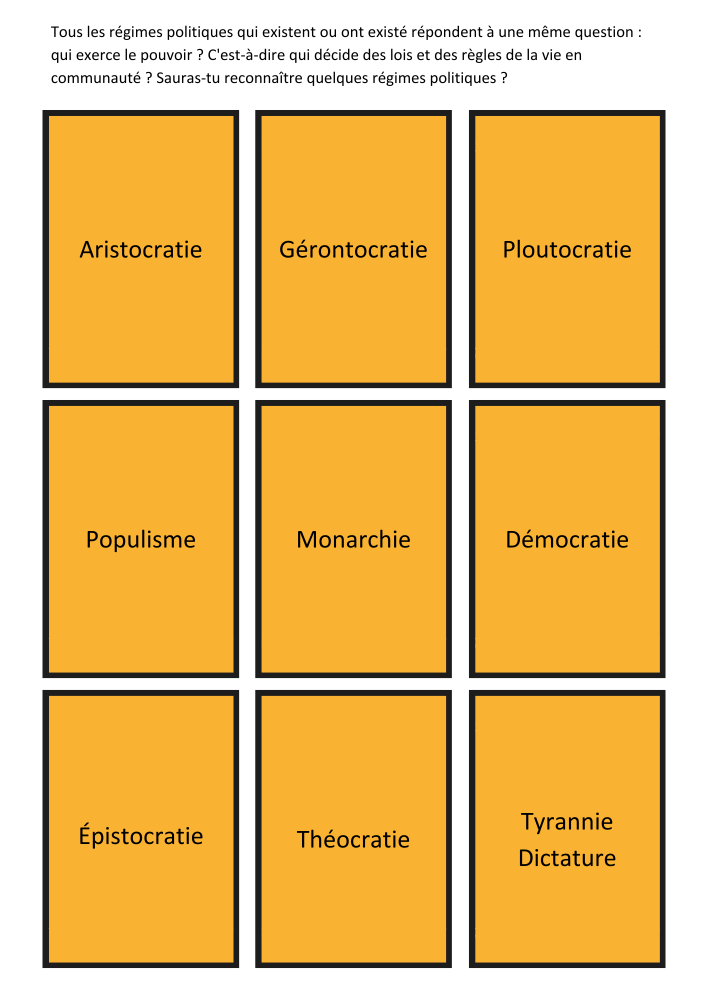 Tous les régimes politiques qui existent ou ont existé répondent à une même question :
qui exerce le pouvoir ? C'est-à-dire qui décide des lois et des règles de la vie en
communauté ? Sauras-tu reconnaître quelques régimes politiques ?
Aristocratie
Gérontocratie
Ploutocratie
Populisme
Monarchie
Démocratie
Épistocratie
Théocratie
Tyrannie
Dictature